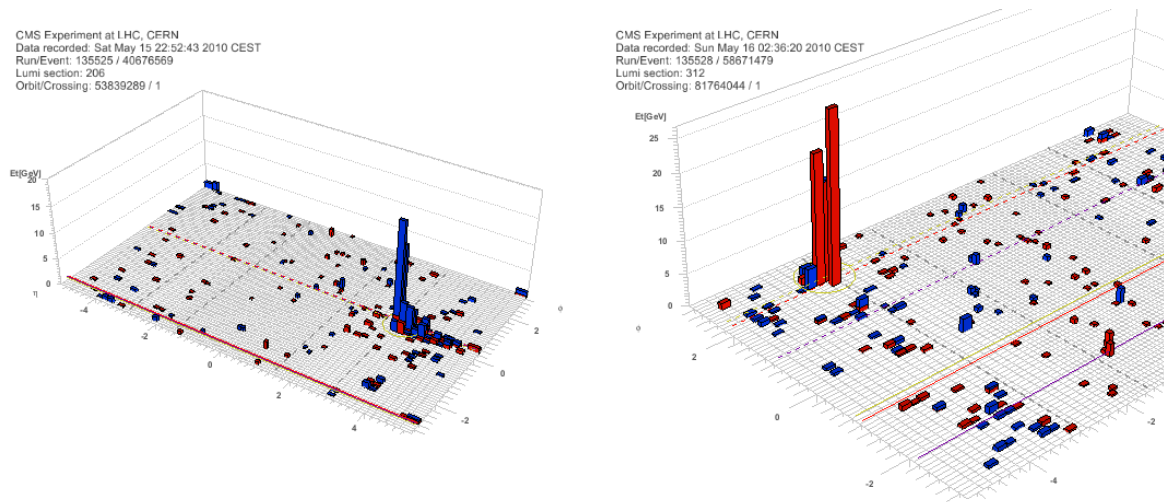 CMS Experiment at LHC, CERN
Data recorded: Sat May 15 22:52:43 2010 CEST
Run/Event: 135525 / 40676569
Lumi section: 206
Orbit/Crossing: 53839289 / 1
Et[GeV]
20
15
10
5
0
η
-4
-2
0
2
4
φ
2
0
-2
CMS Experiment at LHC, CERN
Data recorded: Sun May 16 02:36:20 2010 CEST
Run/Event: 135528 / 58671479
Lumi section: 312
Orbit/Crossing: 81764044 / 1
Et[GeV]
25
20
15
10
5
0
φ
2
0
-2
-2
-4